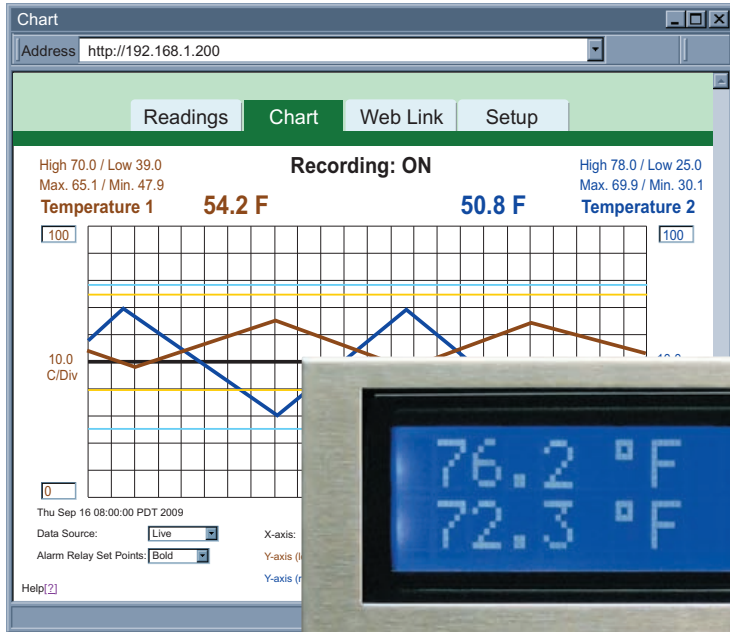 Chart
Address http://192.168.1.200
Readings Chart Web Link Setup
High 70.0 / Low 39.0
Max. 65.1 / Min. 47.9
Temperature 1 54.2 F
Recording: ON
High 78.0 / Low 25.0
Max. 69.9 / Min. 30.1
50.8 F Temperature 2
100
100
10.0
C/Div
0
Thu Sep 16 08:00:00 PDT 2009
Data Source: Live
Alarm Relay Set Points: Bold
Help[?]
X-axis:
Y-axis
Y-axis
76.2 °F
72.3 °F